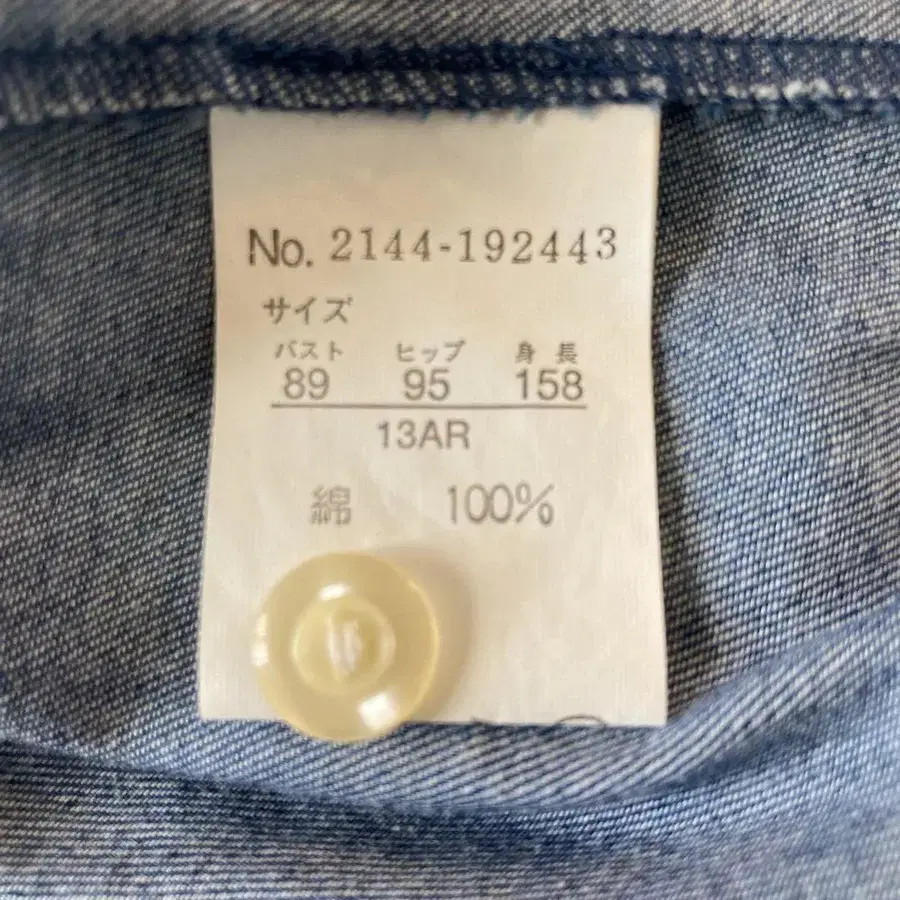 No. 2144-192443
サイズ
バスト ヒップ 身長
89 95 158
13AR
綿 100%